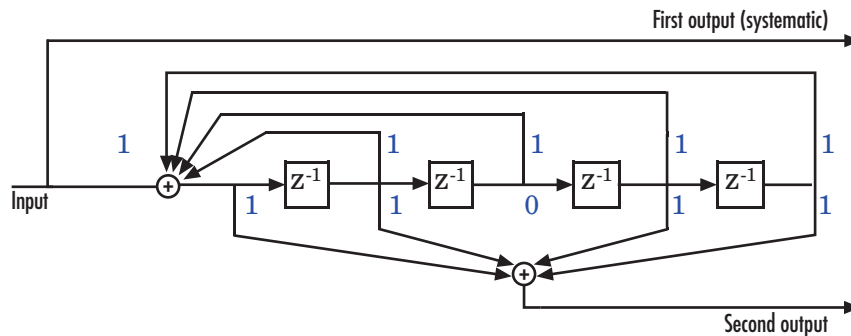 First output (systematic)
1 1 1 1 1
Input
z-1 z-1 z-1 z-1
1 1 0 1 1
Second output